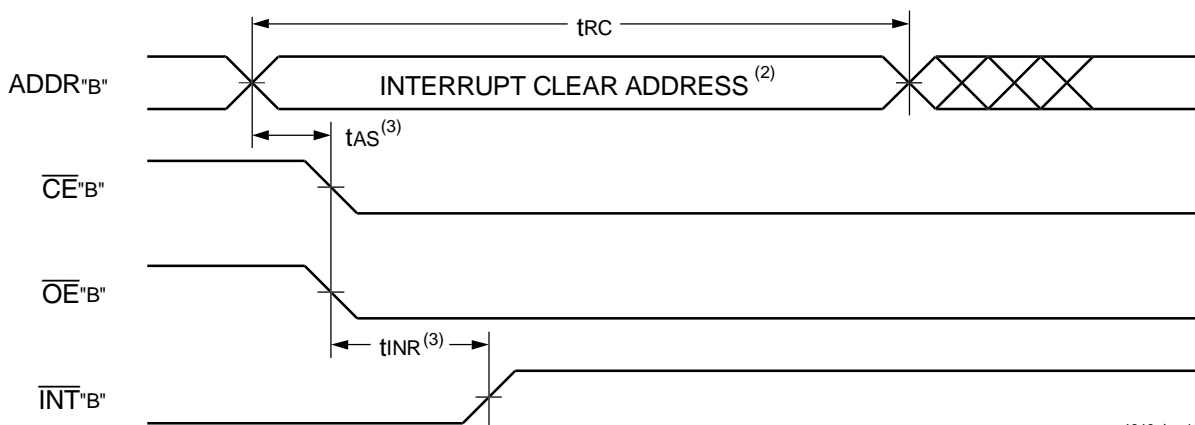 tRC
ADDR"B"
INTERRUPT CLEAR ADDRESS (2)
tAS(3)
CE"B"
OE"B"
tINR(3)
INT"B"